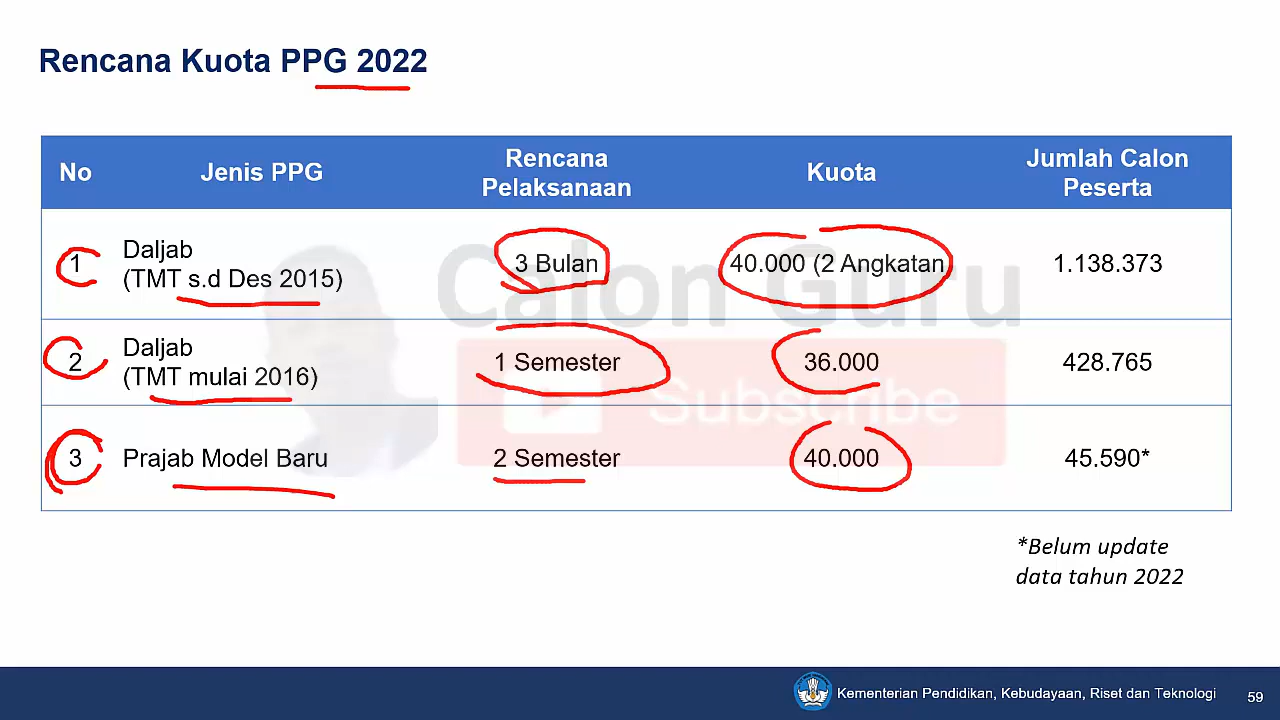 Rencana Kuota PPG 2022
No
Jenis PPG
Rencana
Pelaksanaan
Kuota
Jumlah Calon
Peserta
1
Daljab
(TMT s.d Des 2015)
3 Bulan
40.000 (2 Angkatan)
1.138.373
2
Daljab
(TMT mulai 2016)
1 Semester
36.000
428.765
3
Prajab Model Baru
2 Semester
40.000
45.590*
*Belum update
data tahun 2022
Calon Guru
Subscribe
Kementerian Pendidikan, Kebudayaan, Riset dan Teknologi
59